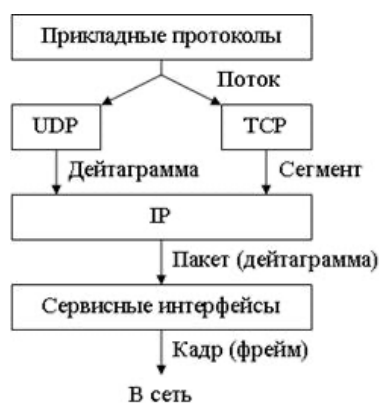 Прикладные протоколы
Поток
UDP
TCP
Дейтаграмма
Сегмент
IP
Пакет (дейтаграмма)
Сервисные интерфейсы
Кадр (фрейм)
В сеть